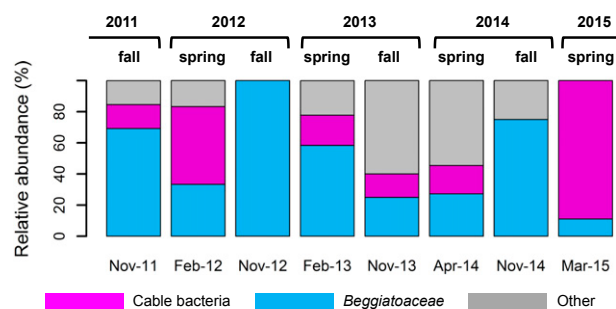 2011 2012 2013 2014 2015
fall spring fall spring fall spring fall spring
Relative abundance (%)
80
60
40
20
0
Nov-11 Feb-12 Nov-12 Feb-13 Nov-13 Apr-14 Nov-14 Mar-15
Cable bacteria Beggiatoaceae Other